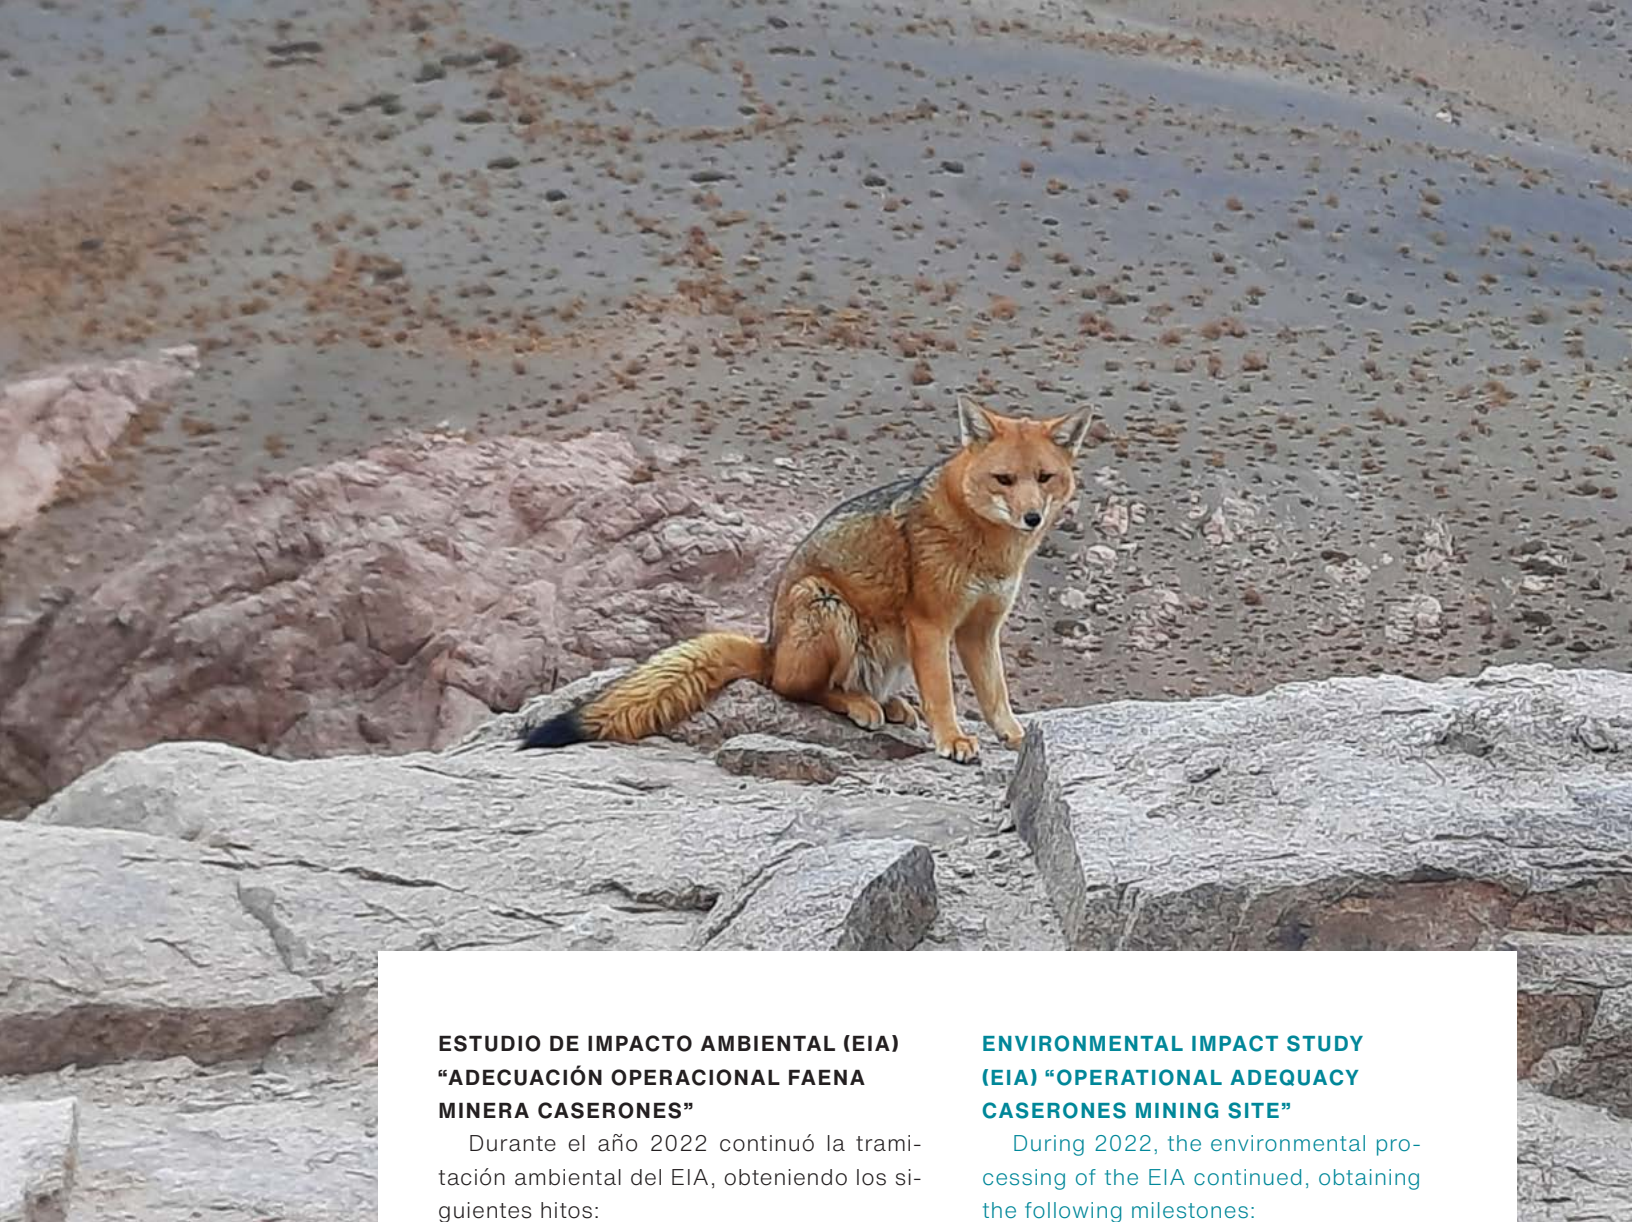 ESTUDIO DE IMPACTO AMBIENTAL (EIA)
“ADECUACIÓN OPERACIONAL FAENA
MINERA CASERONES”
Durante el año 2022 continuó la trami-
tación ambiental del EIA, obteniendo los si-
guientes hitos:
ENVIRONMENTAL IMPACT STUDY
(EIA) “OPERATIONAL ADEQUACY
CASERONES MINING SITE”
During 2022, the environmental pro-
cessing of the EIA continued, obtaining
the following milestones: